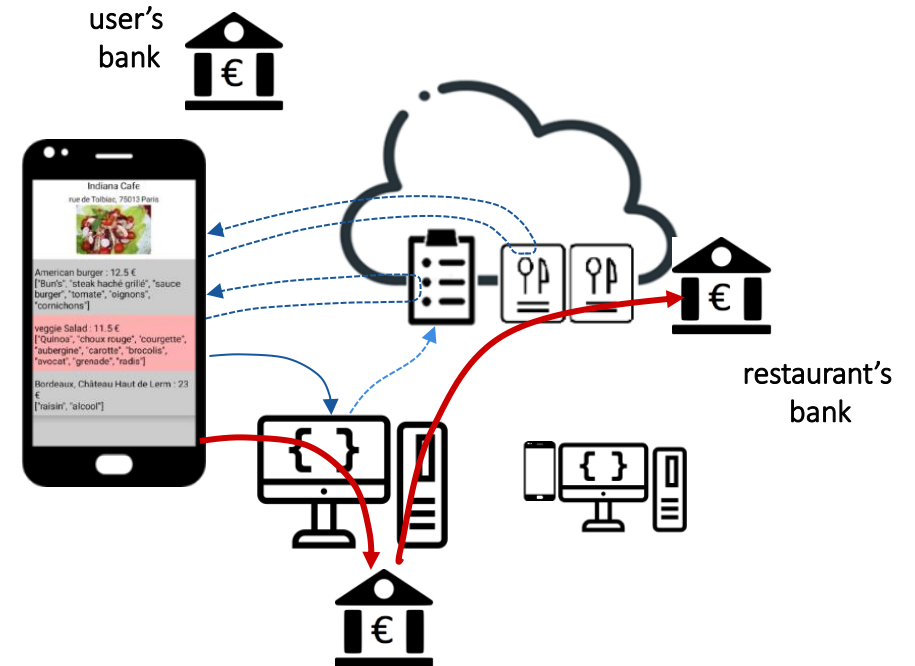 user's
bank
€
Indiana Cafe
rue de Tolbiac, 75013 Paris
American burger : 12.5 €
["Bun's", "steak haché grillé", "sauce
burger", "tomate", "oignons",
"cornichons"]
veggie Salad : 11.5 €
["Quinoa", "choux rouge", "courgette",
"aubergine", "carotte", "brocolis",
"avocat", "grenade", "radis"]
Bordeaux, Château Haut de Lerm : 23
€
["raisin", "alcool"]
€
restaurant's
bank
{ }
{ }
€